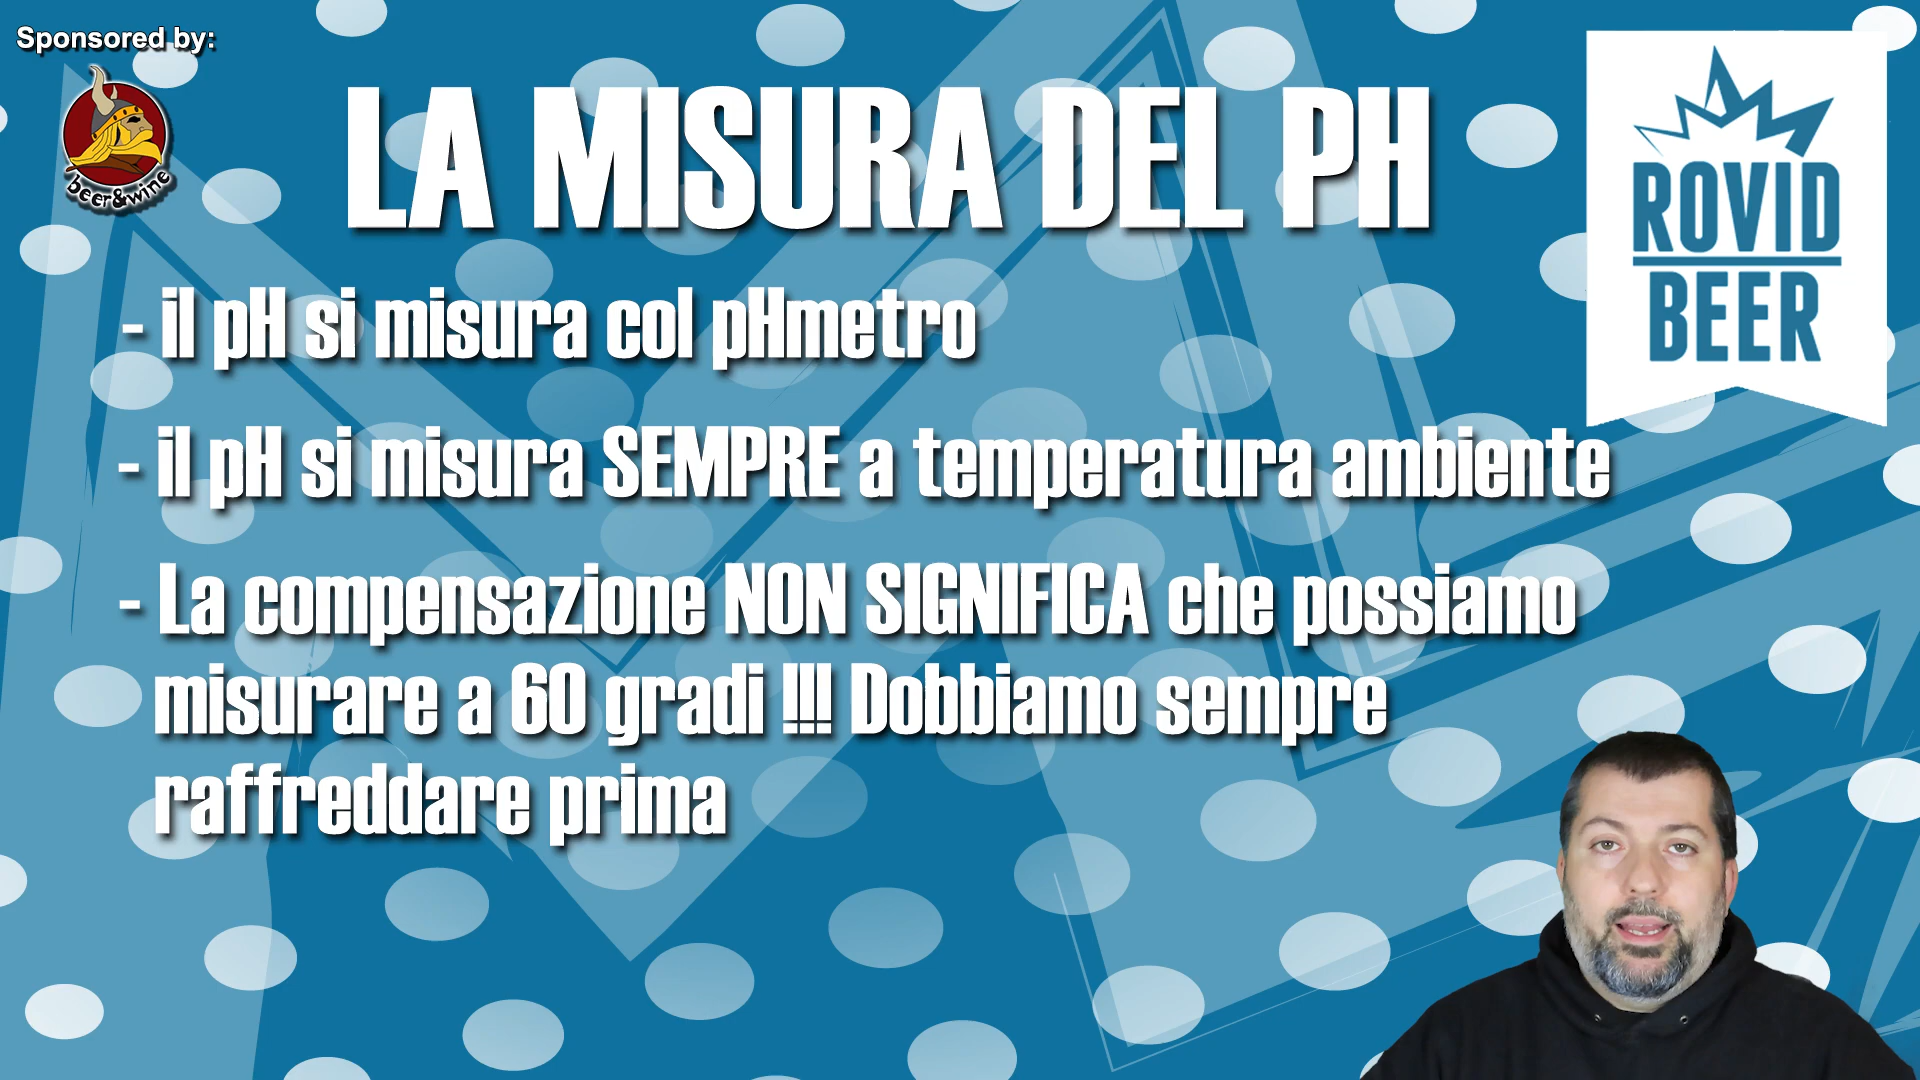 Sponsored by:
beer&wine
LA MISURA DEL PH
ROVID
BEER
- il pH si misura col pHmetro
- il pH si misura SEMPRE a temperatura ambiente
- La compensazione NON SIGNIFICA che possiamo
misurare a 60 gradi !!! Dobbiamo sempre
raffreddare prima